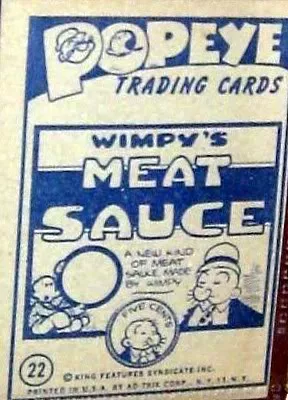 POPEYE
TRADING CARDS
WIMPY'S
MEAT
SAUCE
A NEW KIND
OF MEAT
SAUCE MADE
BY WIMPY
FIVE CENTS
22
© KING FEATURES SYNDICATE INC.
PRINTED IN U.S.A. BY AD-TRIX CORP., N.Y. 13, N.Y.